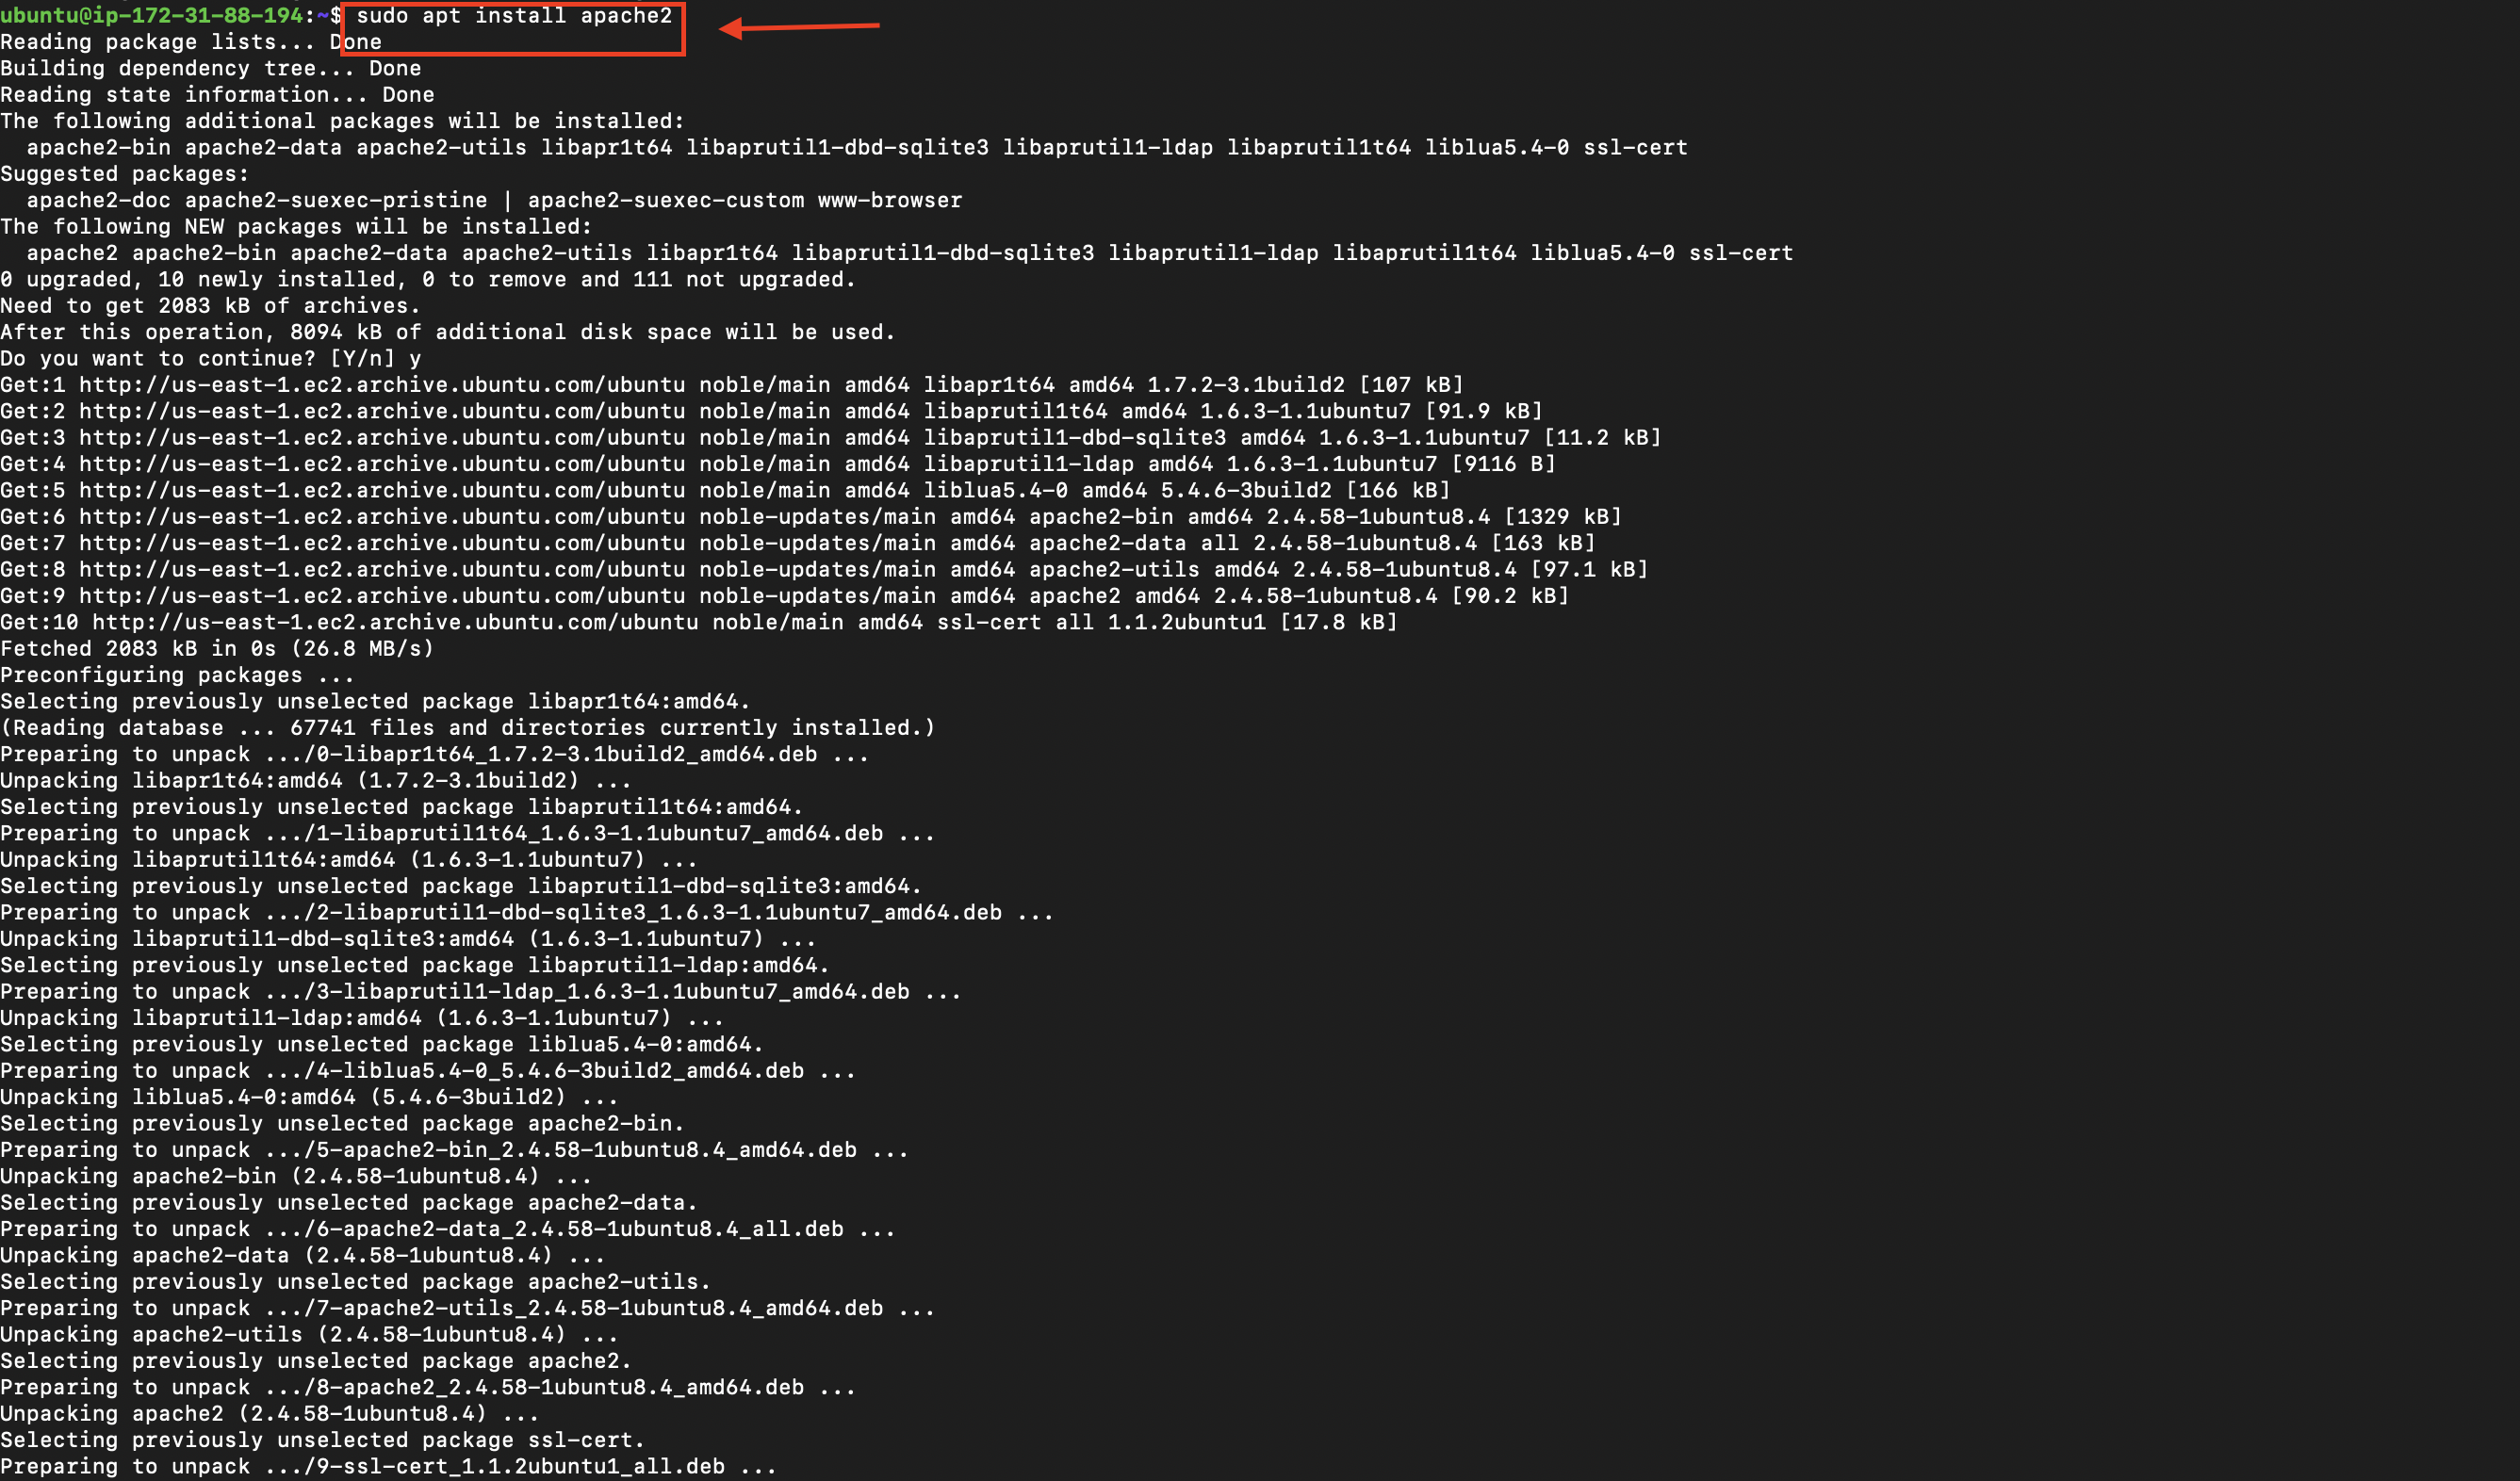 ubuntu@ip-172-31-88-194:~$ sudo apt install apache2
Reading package lists... Done
Building dependency tree... Done
Reading state information... Done
The following additional packages will be installed:
  apache2-bin apache2-data apache2-utils libapr1t64 libaprutil1-dbd-sqlite3 libaprutil1-ldap libaprutil1t64 liblua5.4-0 ssl-cert
Suggested packages:
  apache2-doc apache2-suexec-pristine | apache2-suexec-custom www-browser
The following NEW packages will be installed:
  apache2 apache2-bin apache2-data apache2-utils libapr1t64 libaprutil1-dbd-sqlite3 libaprutil1-ldap libaprutil1t64 liblua5.4-0 ssl-cert
0 upgraded, 10 newly installed, 0 to remove and 111 not upgraded.
Need to get 2083 kB of archives.
After this operation, 8094 kB of additional disk space will be used.
Do you want to continue? [Y/n] y
Get:1 http://us-east-1.ec2.archive.ubuntu.com/ubuntu noble/main amd64 libapr1t64 amd64 1.7.2-3.1build2 [107 kB]
Get:2 http://us-east-1.ec2.archive.ubuntu.com/ubuntu noble/main amd64 libaprutil1t64 amd64 1.6.3-1.1ubuntu7 [91.9 kB]
Get:3 http://us-east-1.ec2.archive.ubuntu.com/ubuntu noble/main amd64 libaprutil1-dbd-sqlite3 amd64 1.6.3-1.1ubuntu7 [11.2 kB]
Get:4 http://us-east-1.ec2.archive.ubuntu.com/ubuntu noble/main amd64 libaprutil1-ldap amd64 1.6.3-1.1ubuntu7 [9116 B]
Get:5 http://us-east-1.ec2.archive.ubuntu.com/ubuntu noble/main amd64 liblua5.4-0 amd64 5.4.6-3build2 [166 kB]
Get:6 http://us-east-1.ec2.archive.ubuntu.com/ubuntu noble-updates/main amd64 apache2-bin amd64 2.4.58-1ubuntu8.4 [1329 kB]
Get:7 http://us-east-1.ec2.archive.ubuntu.com/ubuntu noble-updates/main amd64 apache2-data all 2.4.58-1ubuntu8.4 [163 kB]
Get:8 http://us-east-1.ec2.archive.ubuntu.com/ubuntu noble-updates/main amd64 apache2-utils amd64 2.4.58-1ubuntu8.4 [97.1 kB]
Get:9 http://us-east-1.ec2.archive.ubuntu.com/ubuntu noble-updates/main amd64 apache2 amd64 2.4.58-1ubuntu8.4 [90.2 kB]
Get:10 http://us-east-1.ec2.archive.ubuntu.com/ubuntu noble/main amd64 ssl-cert all 1.1.2ubuntu1 [17.8 kB]
Fetched 2083 kB in 0s (26.8 MB/s)
Preconfiguring packages ...
Selecting previously unselected package libapr1t64:amd64.
(Reading database ... 67741 files and directories currently installed.)
Preparing to unpack .../0-libapr1t64_1.7.2-3.1build2_amd64.deb ...
Unpacking libapr1t64:amd64 (1.7.2-3.1build2) ...
Selecting previously unselected package libaprutil1t64:amd64.
Preparing to unpack .../1-libaprutil1t64_1.6.3-1.1ubuntu7_amd64.deb ...
Unpacking libaprutil1t64:amd64 (1.6.3-1.1ubuntu7) ...
Selecting previously unselected package libaprutil1-dbd-sqlite3:amd64.
Preparing to unpack .../2-libaprutil1-dbd-sqlite3_1.6.3-1.1ubuntu7_amd64.deb ...
Unpacking libaprutil1-dbd-sqlite3:amd64 (1.6.3-1.1ubuntu7) ...
Selecting previously unselected package libaprutil1-ldap:amd64.
Preparing to unpack .../3-libaprutil1-ldap_1.6.3-1.1ubuntu7_amd64.deb ...
Unpacking libaprutil1-ldap:amd64 (1.6.3-1.1ubuntu7) ...
Selecting previously unselected package liblua5.4-0:amd64.
Preparing to unpack .../4-liblua5.4-0_5.4.6-3build2_amd64.deb ...
Unpacking liblua5.4-0:amd64 (5.4.6-3build2) ...
Selecting previously unselected package apache2-bin.
Preparing to unpack .../5-apache2-bin_2.4.58-1ubuntu8.4_amd64.deb ...
Unpacking apache2-bin (2.4.58-1ubuntu8.4) ...
Selecting previously unselected package apache2-data.
Preparing to unpack .../6-apache2-data_2.4.58-1ubuntu8.4_all.deb ...
Unpacking apache2-data (2.4.58-1ubuntu8.4) ...
Selecting previously unselected package apache2-utils.
Preparing to unpack .../7-apache2-utils_2.4.58-1ubuntu8.4_amd64.deb ...
Unpacking apache2-utils (2.4.58-1ubuntu8.4) ...
Selecting previously unselected package apache2.
Preparing to unpack .../8-apache2_2.4.58-1ubuntu8.4_amd64.deb ...
Unpacking apache2 (2.4.58-1ubuntu8.4) ...
Selecting previously unselected package ssl-cert.
Preparing to unpack .../9-ssl-cert_1.1.2ubuntu1_all.deb ...